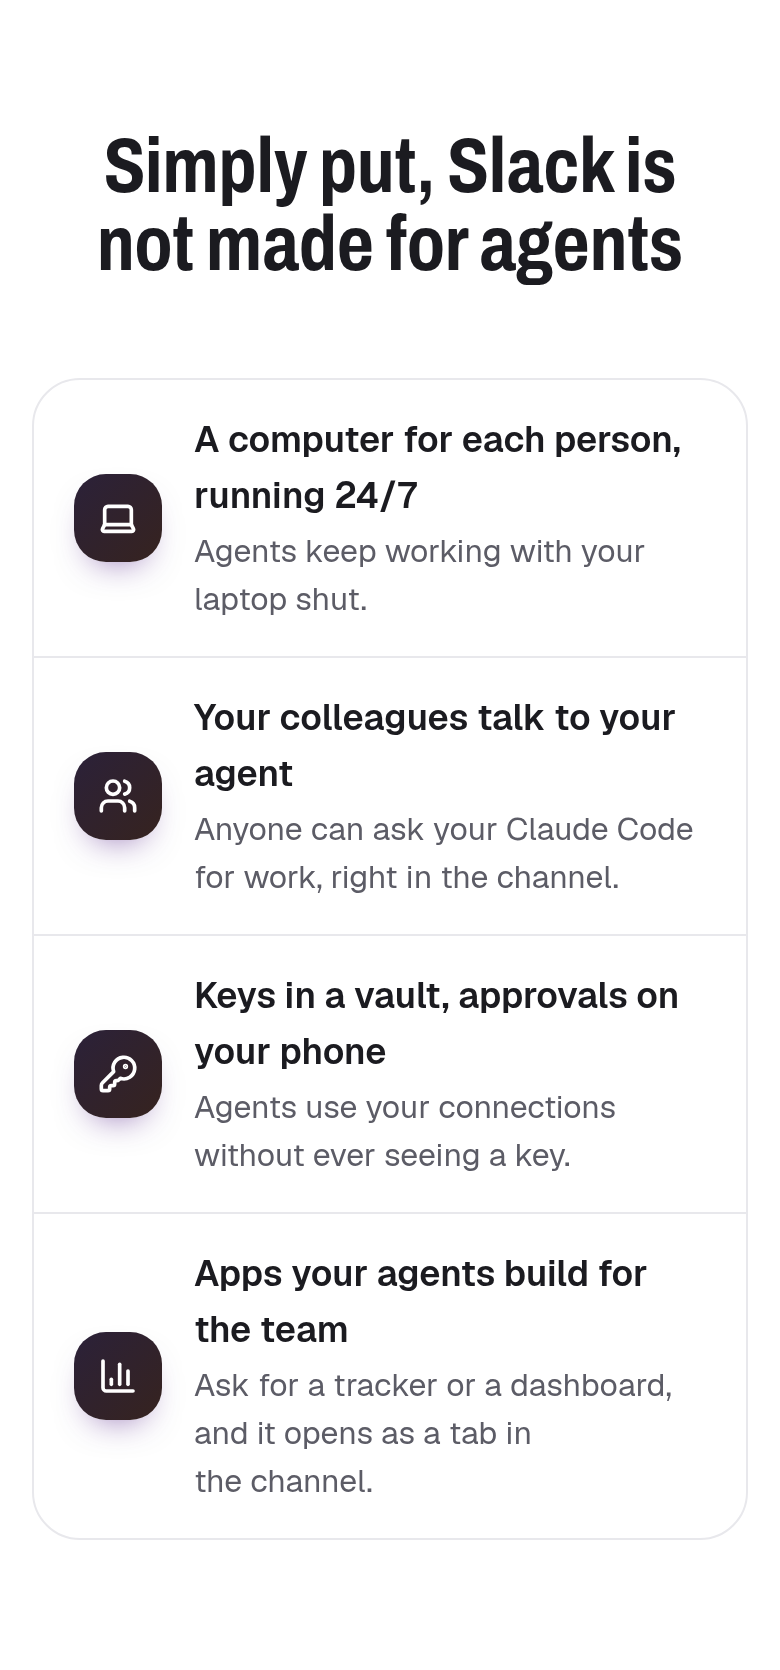 Simply put, Slack is
not made for agents
A computer for each person,
running 24/7
Agents keep working with your
laptop shut.
Your colleagues talk to your
agent
Anyone can ask your Claude Code
for work, right in the channel.
Keys in a vault, approvals on
your phone
Agents use your connections
without ever seeing a key.
Apps your agents build for
the team
Ask for a tracker or a dashboard,
and it opens as a tab in
the channel.